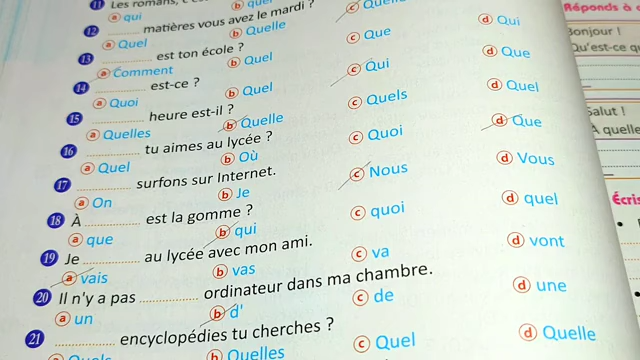 11 Les romans, c'es
a qui b que
12 ............ matières vous avez le mardi ? c Quelle
a Quel b Quelle d Qui
13 ............ est ton école ? c Que
a Comment b Quel d Que
14 ............ est-ce ? c Qui
a Quoi b Quel d Quel
15 ............ heure est-il ? c Quels
a Quelles b Quelle d Que
16 ............ tu aimes au lycée ? c Quoi
a Quel b Où d Vous
17 ............ surfons sur Internet. c Nous
a On b Je d quel
18 À ............ est la gomme ? c quoi
a que b qui d vont
19 Je ............ au lycée avec mon ami.
a vais b vas c va
20 Il n'y a pas ............ ordinateur dans ma chambre.
a un b d' c de d une
21 ............ encyclopédies tu cherches ?
a Quels b Quelles c Quel d Quelle
Réponds à
Bonjour !
Qu'est-ce
Salut !
À quelle
Écris